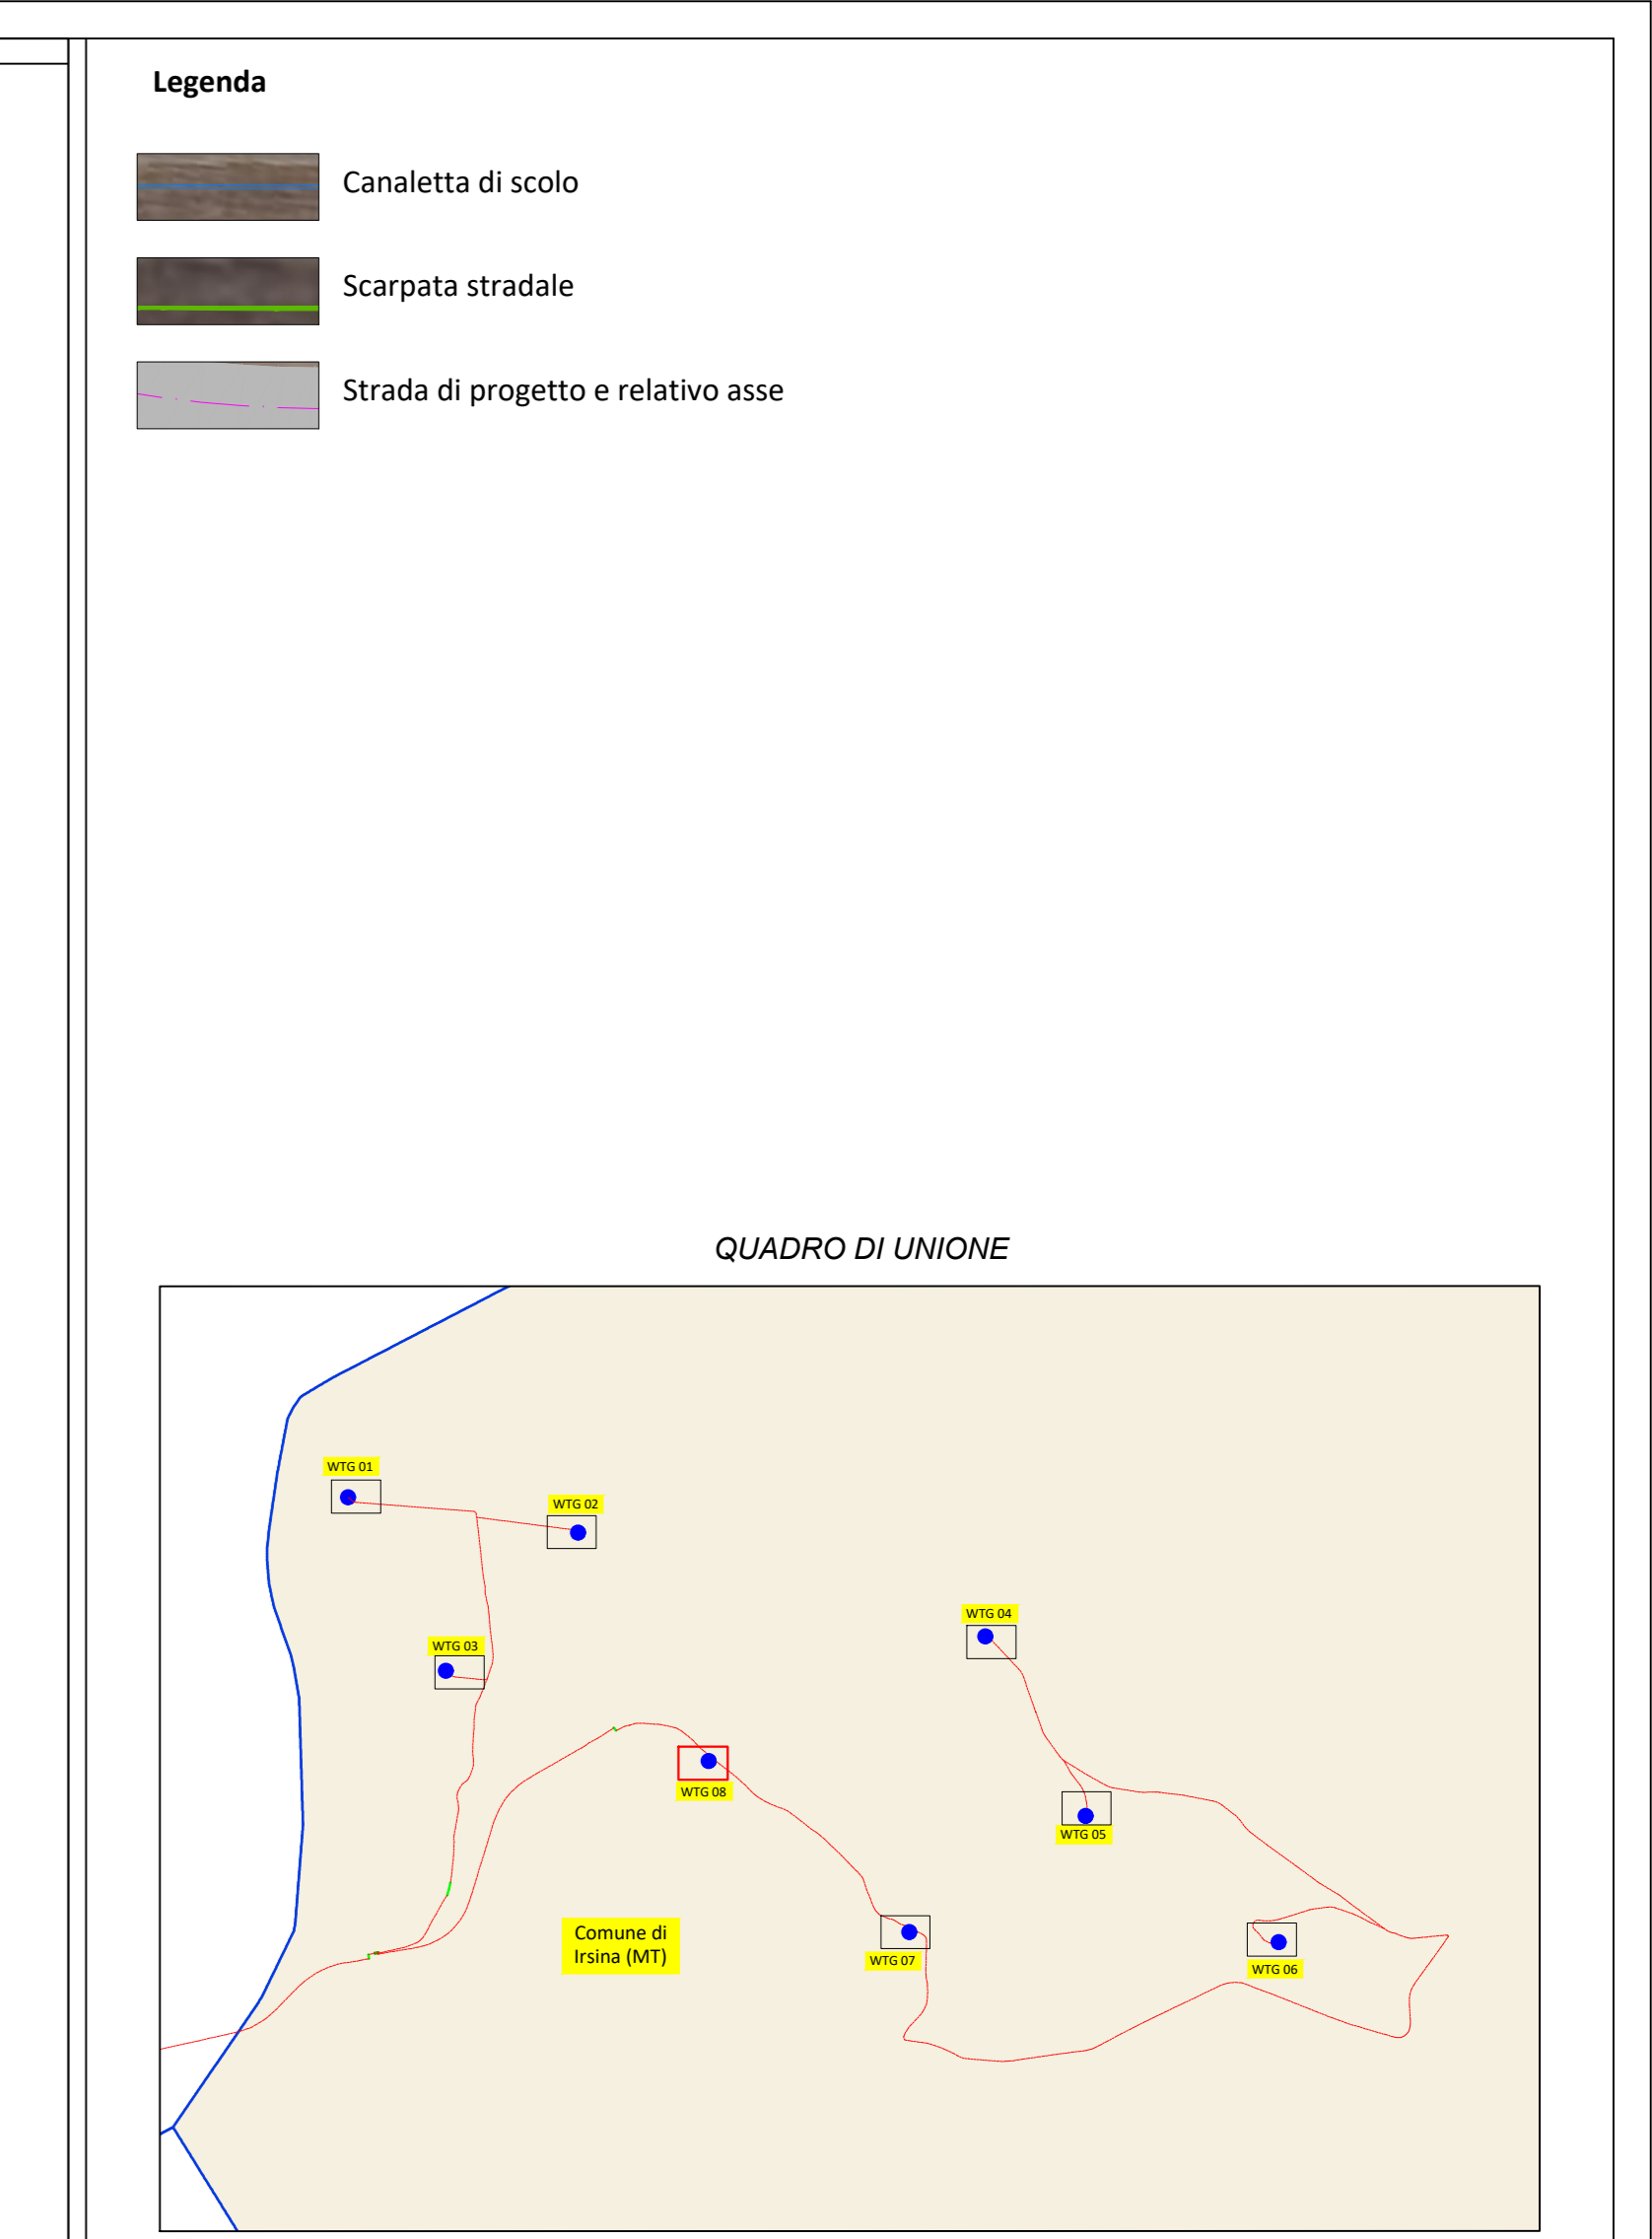 Legenda
Canaletta di scolo
Scarpata stradale
Strada di progetto e relativo asse
QUADRO DI UNIONE
WTG 01
WTG 02
WTG 04
WTG 03
WTG 08
WTG 05
Comune di
Irsina (MT)
WTG 07
WTG 06